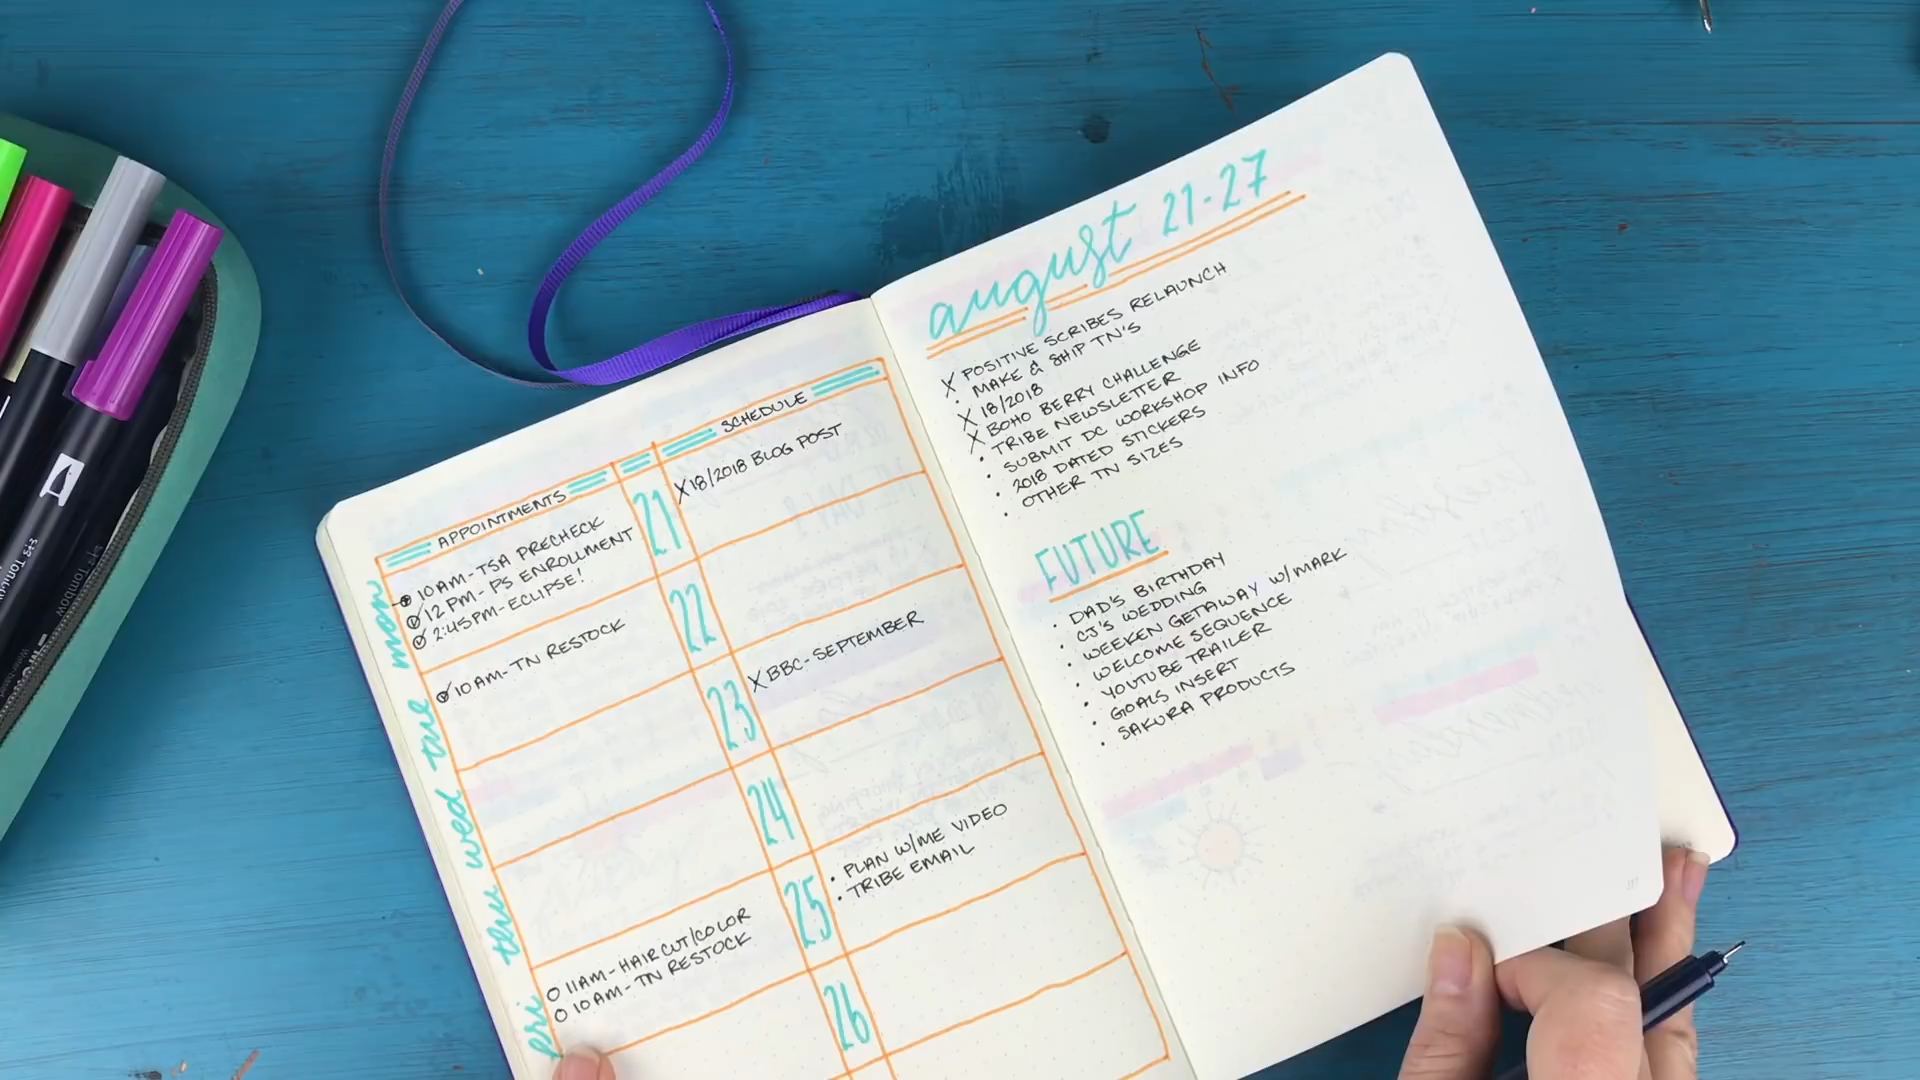 APPOINTMENTS
SCHEDULE
mon
10AM-TSA PRECHECK
12PM-PS ENROLLMENT
2:45PM-ECLIPSE!
21
X 18/2018 BLOG POST
tue
10AM-TN RESTOCK
22
wed
23
X BBC-SEPTEMBER
thu
24
fri
11AM-HAIRCUT/COLOR
10AM-TN RESTOCK
25
• PLAN W/ME VIDEO
• TRIBE EMAIL
26
august 21-27
X POSITIVE SCRIBES RELAUNCH
• MAKE & SHIP TN'S
X 18/2018
X BOHO BERRY CHALLENGE
• TRIBE NEWSLETTER
• SUBMIT DC WORKSHOP INFO
• 2018 DATED STICKERS
• OTHER TN SIZES
FUTURE
• DAD'S BIRTHDAY
• CJ'S WEDDING
• WEEKEN GETAWAY W/MARK
• WELCOME SEQUENCE
• YOUTUBE TRAILER
• GOALS INSERT
• SAKURA PRODUCTS